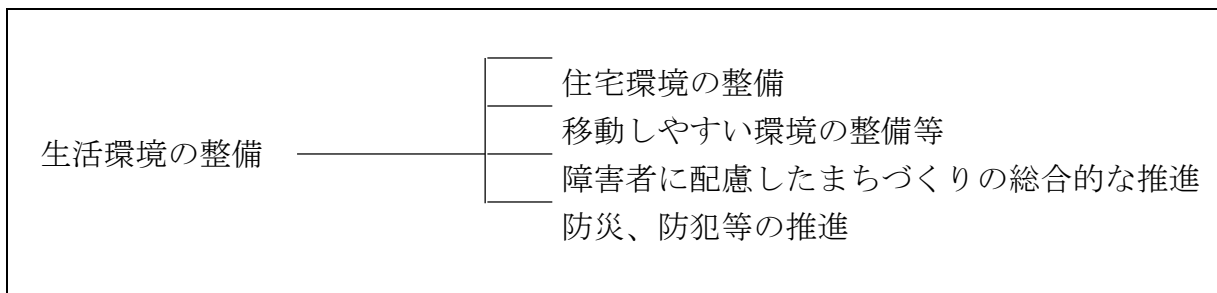 生活環境の整備
住宅環境の整備
移動しやすい環境の整備等
障害者に配慮したまちづくりの総合的な推進
防災、防犯等の推進